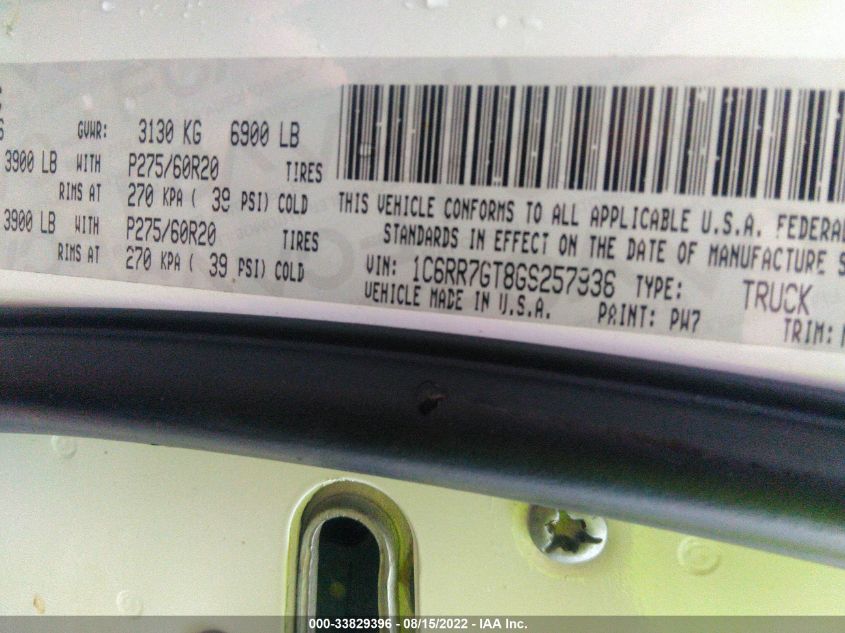 GVWR: 3130 KG 6900 LB
3900 LB WITH P275/60R20 TIRES
RIMS AT 270 KPA ( 39 PSI) COLD
3900 LB WITH P275/60R20 TIRES
RIMS AT 270 KPA ( 39 PSI) COLD
THIS VEHICLE CONFORMS TO ALL APPLICABLE U.S.A. FEDERAL
STANDARDS IN EFFECT ON THE DATE OF MANUFACTURE S
VIN: 1C6RR7GT8GS257936 TYPE: TRUCK
VEHICLE MADE IN U.S.A. PAINT: PW7 TRIM:
000-33829396 - 08/15/2022 - IAA Inc.